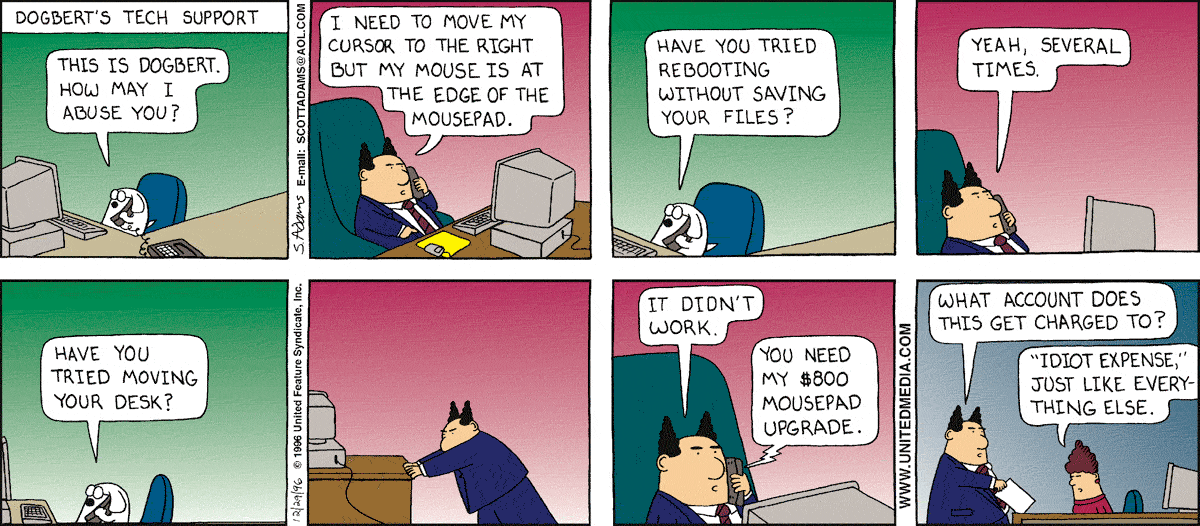 DOGBERT'S TECH SUPPORT
THIS IS DOGBERT.
HOW MAY I
ABUSE YOU?
S.Adams E-mail: SCOTTADAMS@AOL.COM
I NEED TO MOVE MY
CURSOR TO THE RIGHT
BUT MY MOUSE IS AT
THE EDGE OF THE
MOUSEPAD.
HAVE YOU TRIED
REBOOTING
WITHOUT SAVING
YOUR FILES?
YEAH, SEVERAL
TIMES.
HAVE YOU
TRIED MOVING
YOUR DESK?
12/29/96 © 1996 United Feature Syndicate, Inc.
IT DIDN'T
WORK.
YOU NEED
MY $800
MOUSEPAD
UPGRADE.
WWW.UNITEDMEDIA.COM
WHAT ACCOUNT DOES
THIS GET CHARGED TO?
"IDIOT EXPENSE,"
JUST LIKE EVERY-
THING ELSE.